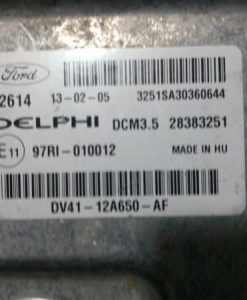 Ford
2614 13-02-05 3251SA30360644
DELPHI DCM3.5 28383251
E11 97RI-010012 MADE IN HU
DV41-12A650-AF